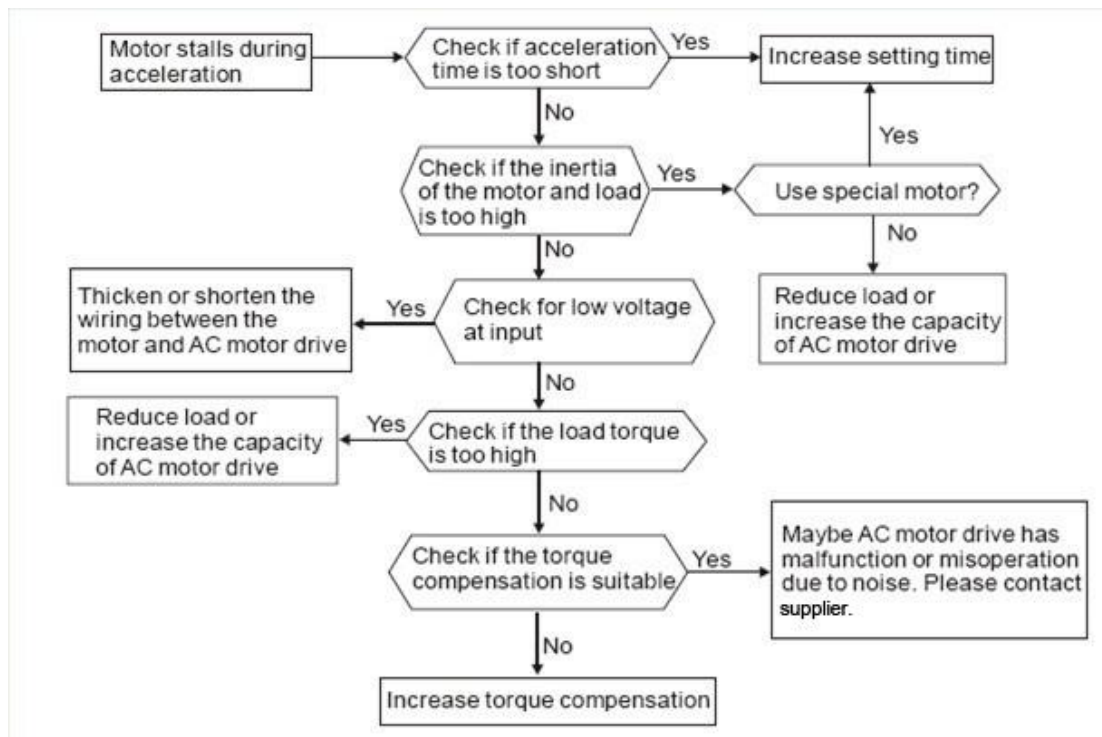 Motor stalls during
acceleration
Check if acceleration
time is too short
Yes
Increase setting time
No
Yes
Check if the inertia
of the motor and load
is too high
Yes
Use special motor?
No
No
Thicken or shorten the
wiring between the
motor and AC motor drive
Yes
Check for low voltage
at input
Reduce load or
increase the capacity
of AC motor drive
No
Reduce load or
increase the capacity
of AC motor drive
Yes
Check if the load torque
is too high
No
Check if the torque
compensation is suitable
Yes
Maybe AC motor drive has
malfunction or misoperation
due to noise. Please contact
supplier.
No
Increase torque compensation